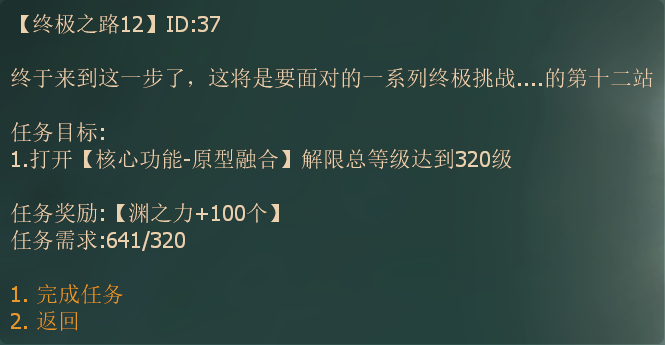 【终极之路12】ID:37
终于来到这一步了，这将是要面对的一系列终极挑战....的第十二站
任务目标:
1.打开【核心功能-原型融合】解限总等级达到320级
任务奖励:【渊之力+100个】
任务需求:641/320
1. 完成任务
2. 返回